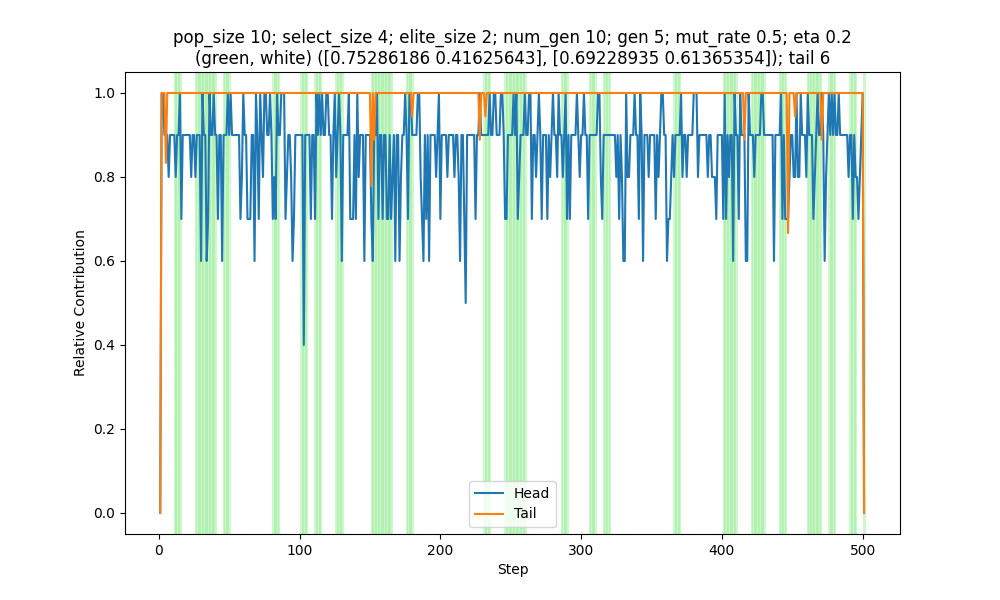 pop_size 10; select_size 4; elite_size 2; num_gen 10; gen 5; mut_rate 0.5; eta 0.2
(green, white) ([0.75286186 0.41625643], [0.69228935 0.61365354]); tail 6
Relative Contribution
1.0
0.8
0.6
0.4
0.2
0.0
Head
Tail
0
100
200
300
400
500
Step